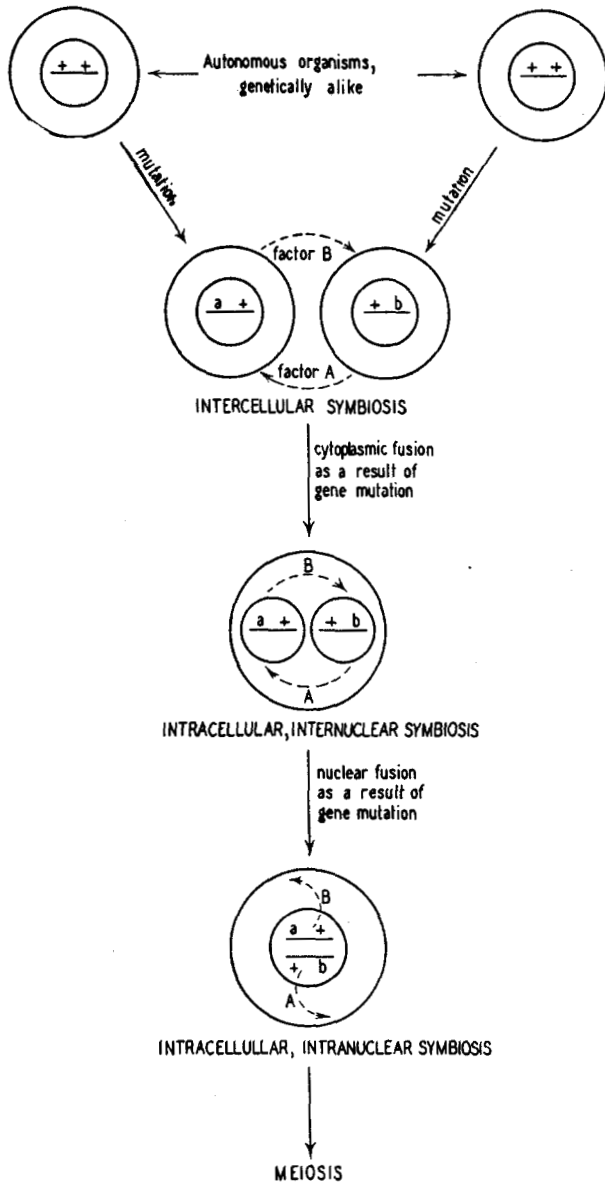 + +
Autonomous organisms,
genetically alike
+ +
mutation
mutation
factor B
a +
+ b
factor A
INTERCELLULAR SYMBIOSIS
cytoplasmic fusion
as a result of
gene mutation
B
a +
+ b
A
INTRACELLULAR, INTERNUCLEAR SYMBIOSIS
nuclear fusion
as a result of
gene mutation
B
a +
+ b
A
INTRACELLULLAR, INTRANUCLEAR SYMBIOSIS
MEIOSIS